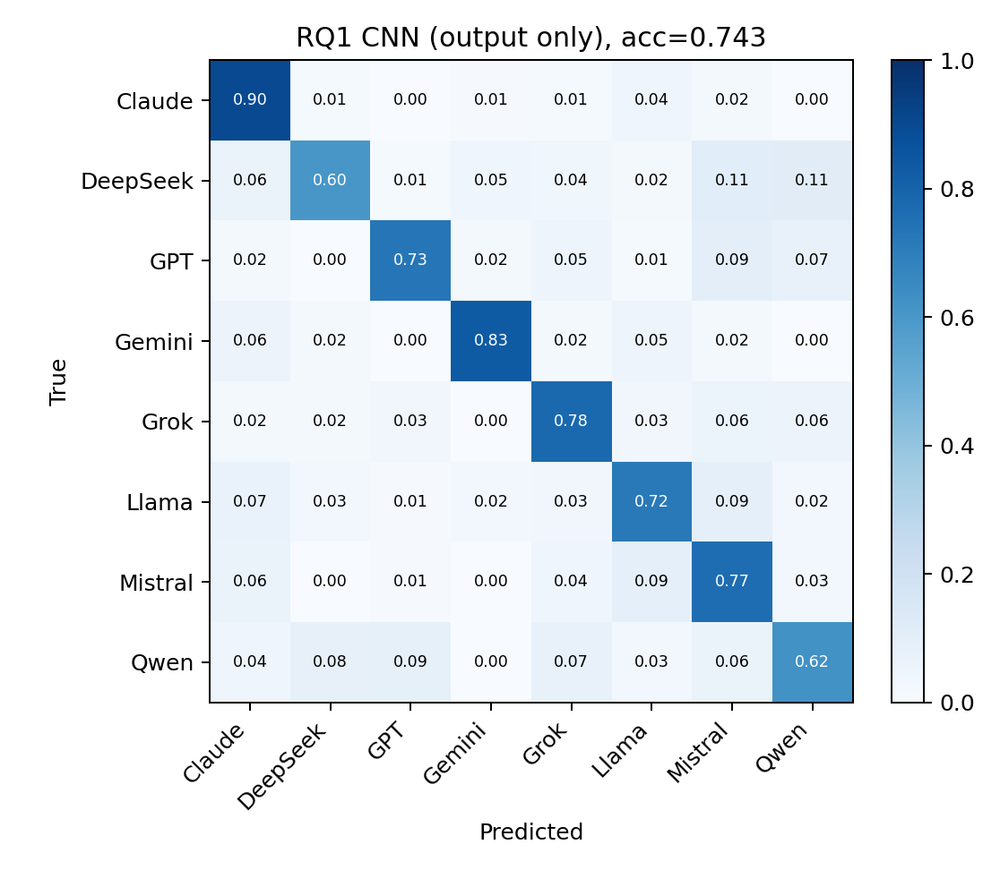 RQ1 CNN (output only), acc=0.743
Claude 0.90 0.01 0.00 0.01 0.01 0.04 0.02 0.00
DeepSeek 0.06 0.60 0.01 0.05 0.04 0.02 0.11 0.11
GPT 0.02 0.00 0.73 0.02 0.05 0.01 0.09 0.07
Gemini 0.06 0.02 0.00 0.83 0.02 0.05 0.02 0.00
Grok 0.02 0.02 0.03 0.00 0.78 0.03 0.06 0.06
Llama 0.07 0.03 0.01 0.02 0.03 0.72 0.09 0.02
Mistral 0.06 0.00 0.01 0.00 0.04 0.09 0.77 0.03
Qwen 0.04 0.08 0.09 0.00 0.07 0.03 0.06 0.62
True
Claude DeepSeek GPT Gemini Grok Llama Mistral Qwen
Predicted
1.0
0.8
0.6
0.4
0.2
0.0